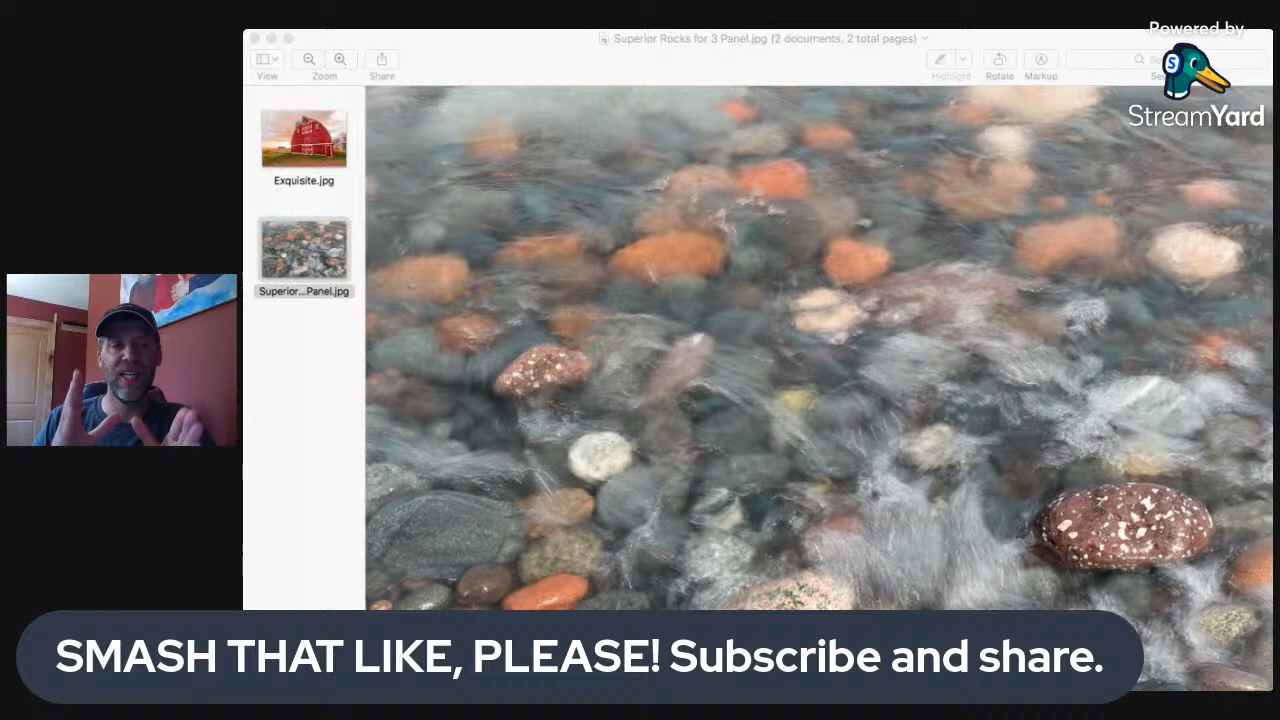 Powered by
StreamYard
Superior Rocks for 3 Panel.jpg (2 documents, 2 total pages)
View
Zoom
Share
Highlight
Rotate
Markup
Exquisite.jpg
Superior...Panel.jpg
SMASH THAT LIKE, PLEASE! Subscribe and share.